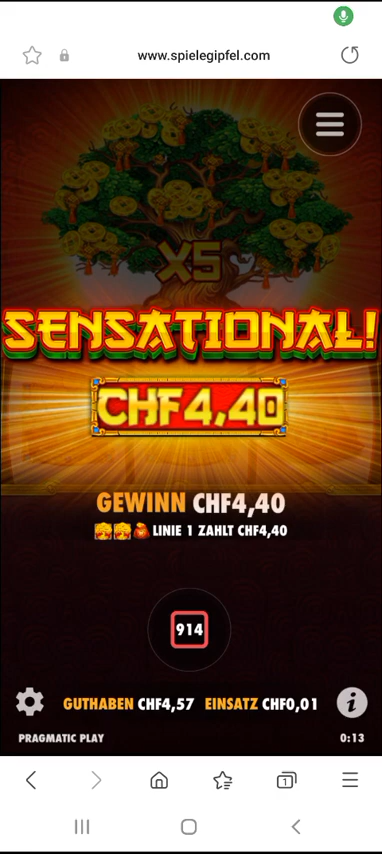 www.spielegipfel.com
X5
SENSATIONAL!
CHF4,40
GEWINN CHF4,40
LINIE 1 ZAHLT CHF4,40
914
GUTHABEN CHF4,57 EINSATZ CHF0,01
PRAGMATIC PLAY 0:13
1